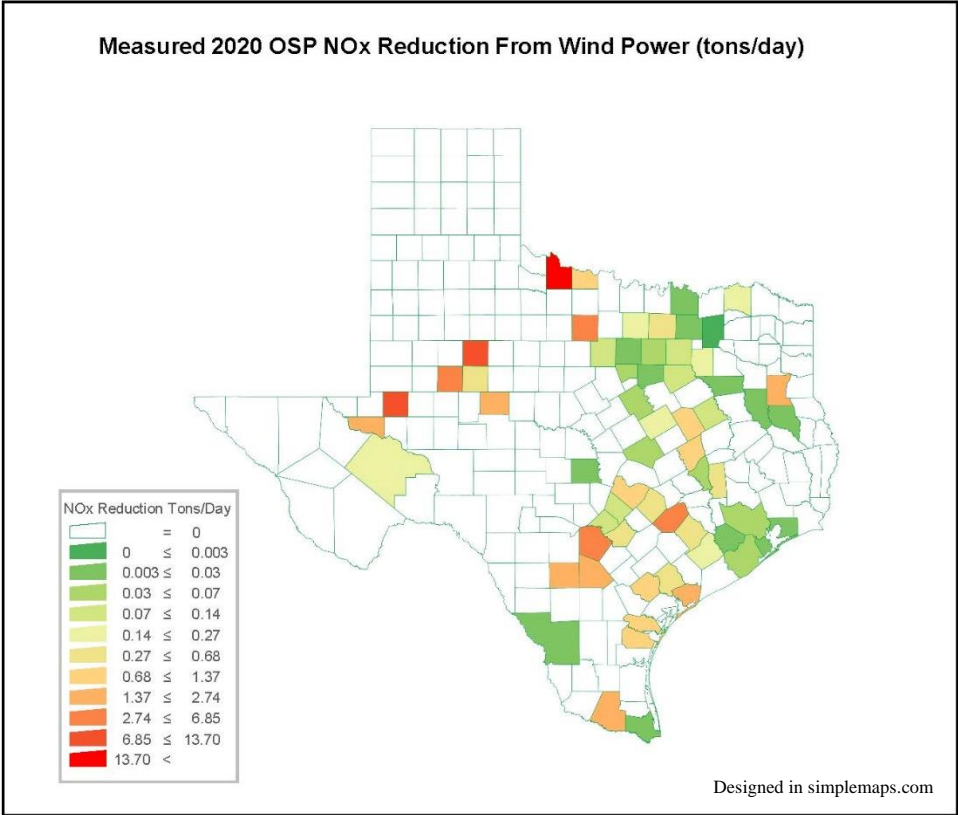 Measured 2020 OSP NOx Reduction From Wind Power (tons/day)
NOx Reduction Tons/Day
= 0
0 ≤ 0.003
0.003 ≤ 0.03
0.03 ≤ 0.07
0.07 ≤ 0.14
0.14 ≤ 0.27
0.27 ≤ 0.68
0.68 ≤ 1.37
1.37 ≤ 2.74
2.74 ≤ 6.85
6.85 ≤ 13.70
13.70 <
Designed in simplemaps.com